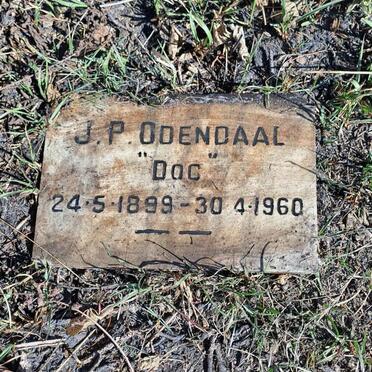 J. P. ODENDAAL
"DOC"
24·5·1899 - 30 4·1960